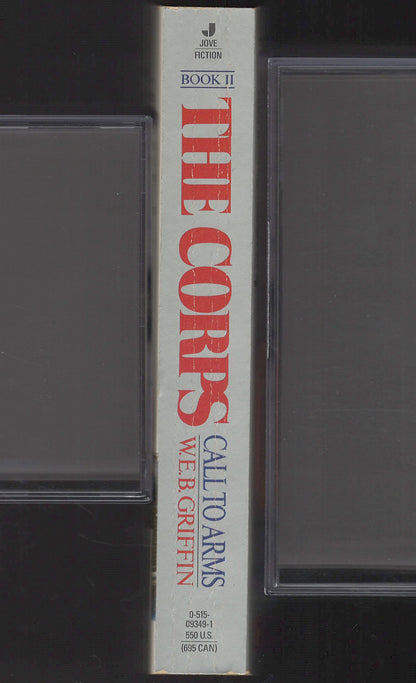 J
JOVE
FICTION
BOOK II
THE CORPS
CALL TO ARMS
W.E.B. GRIFFIN
0-515-
09349-1
550 U.S.
(695 CAN)